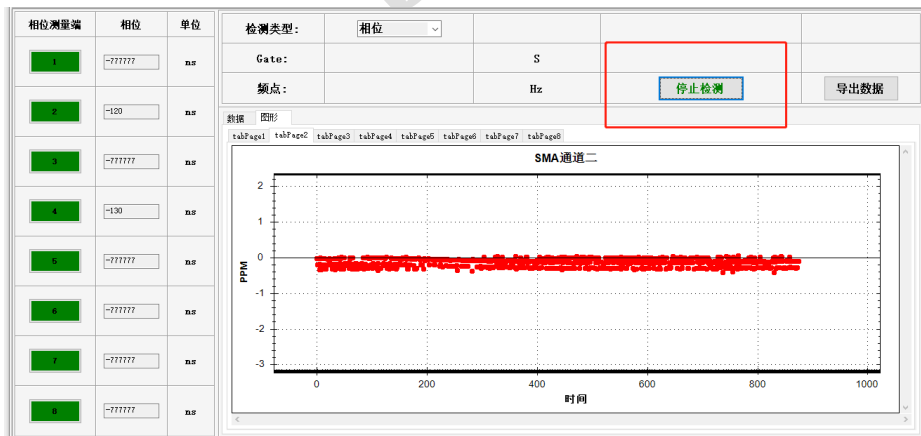 相位测量端 相位 单位
1 -777777 ns
2 -120 ns
3 -777777 ns
4 -130 ns
5 -777777 ns
6 -777777 ns
7 -777777 ns
8 -777777 ns
检测类型: 相位
Gate: S
频点: Hz 停止检测 导出数据
数据 图形
tabPage1 tabPage2 tabPage3 tabPage4 tabPage5 tabPage6 tabPage7 tabPage8
SMA通道二
2
1
0
-1
-2
-3
PPM
0 200 400 600 800 1000
时间